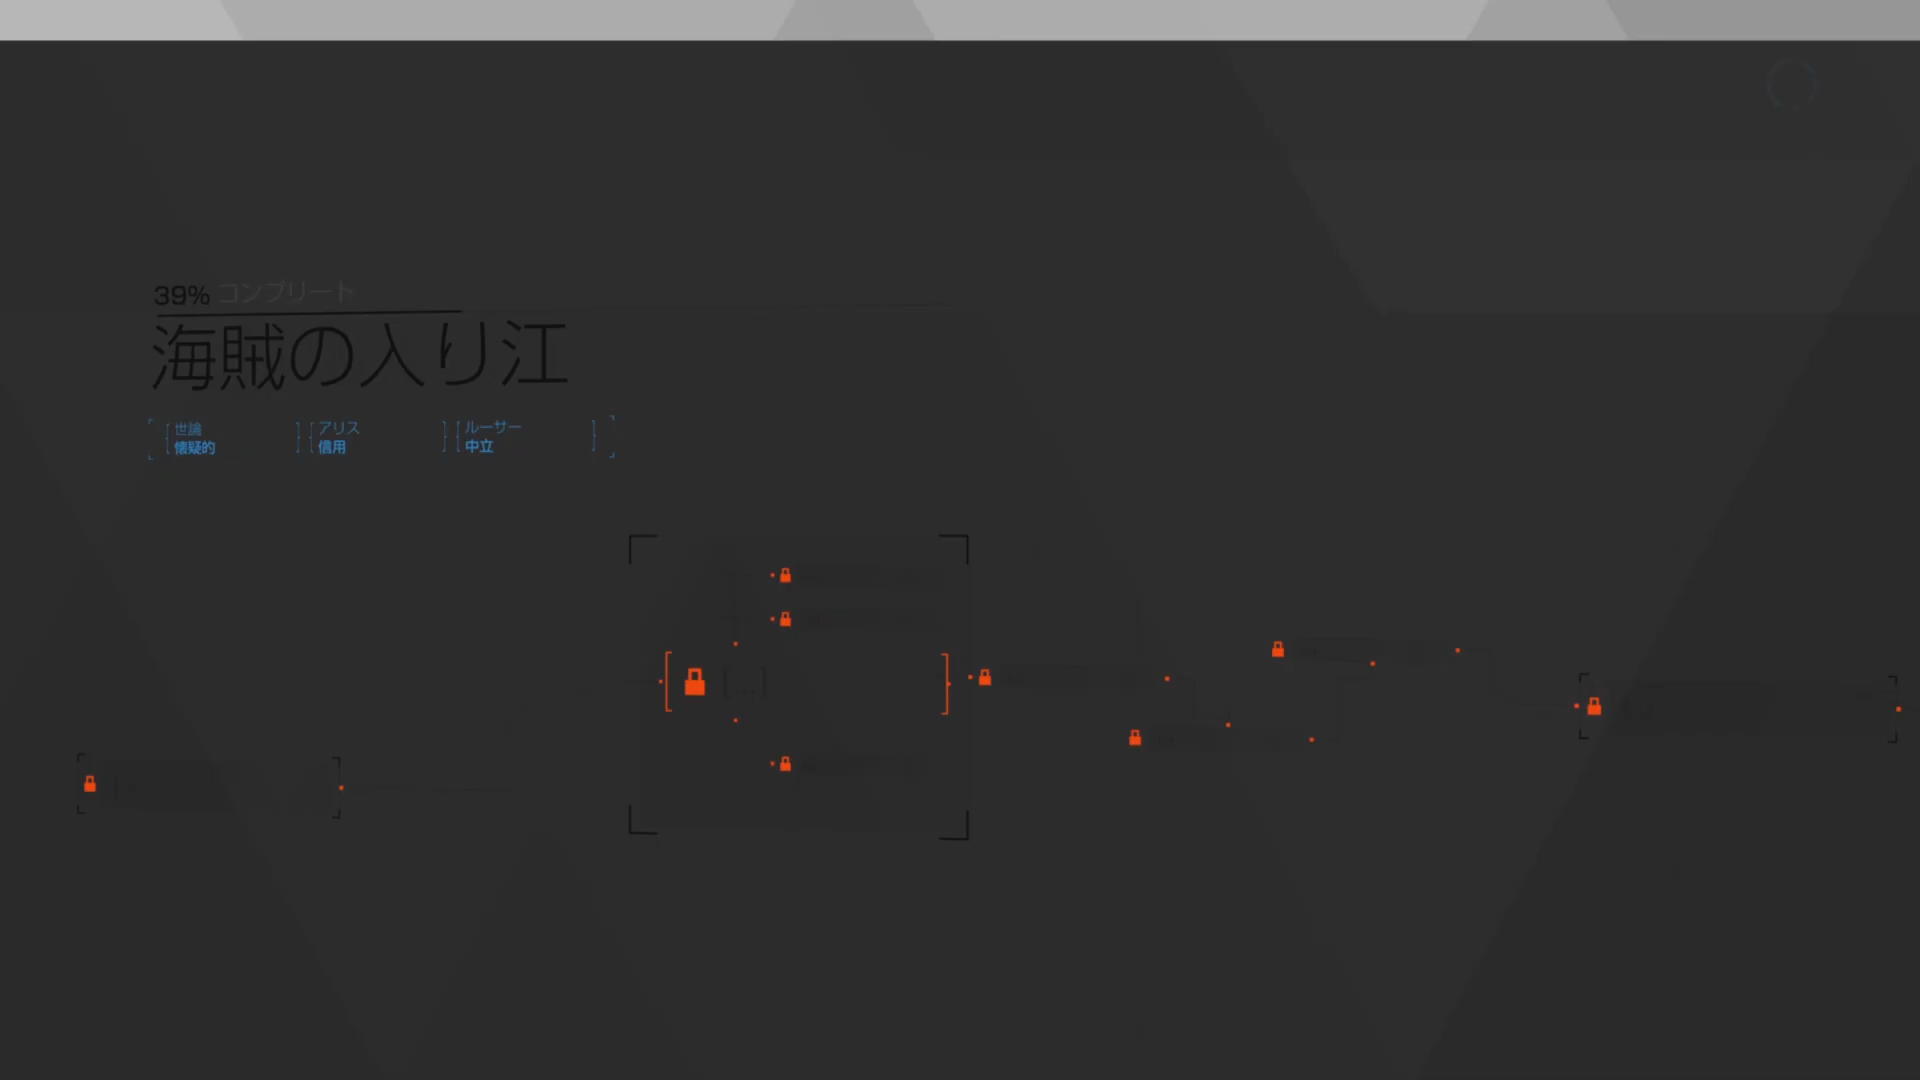 39% コンプリート
海賊の入り江
世論
懐疑的
アリス
信用
ルーサー
中立
[...]